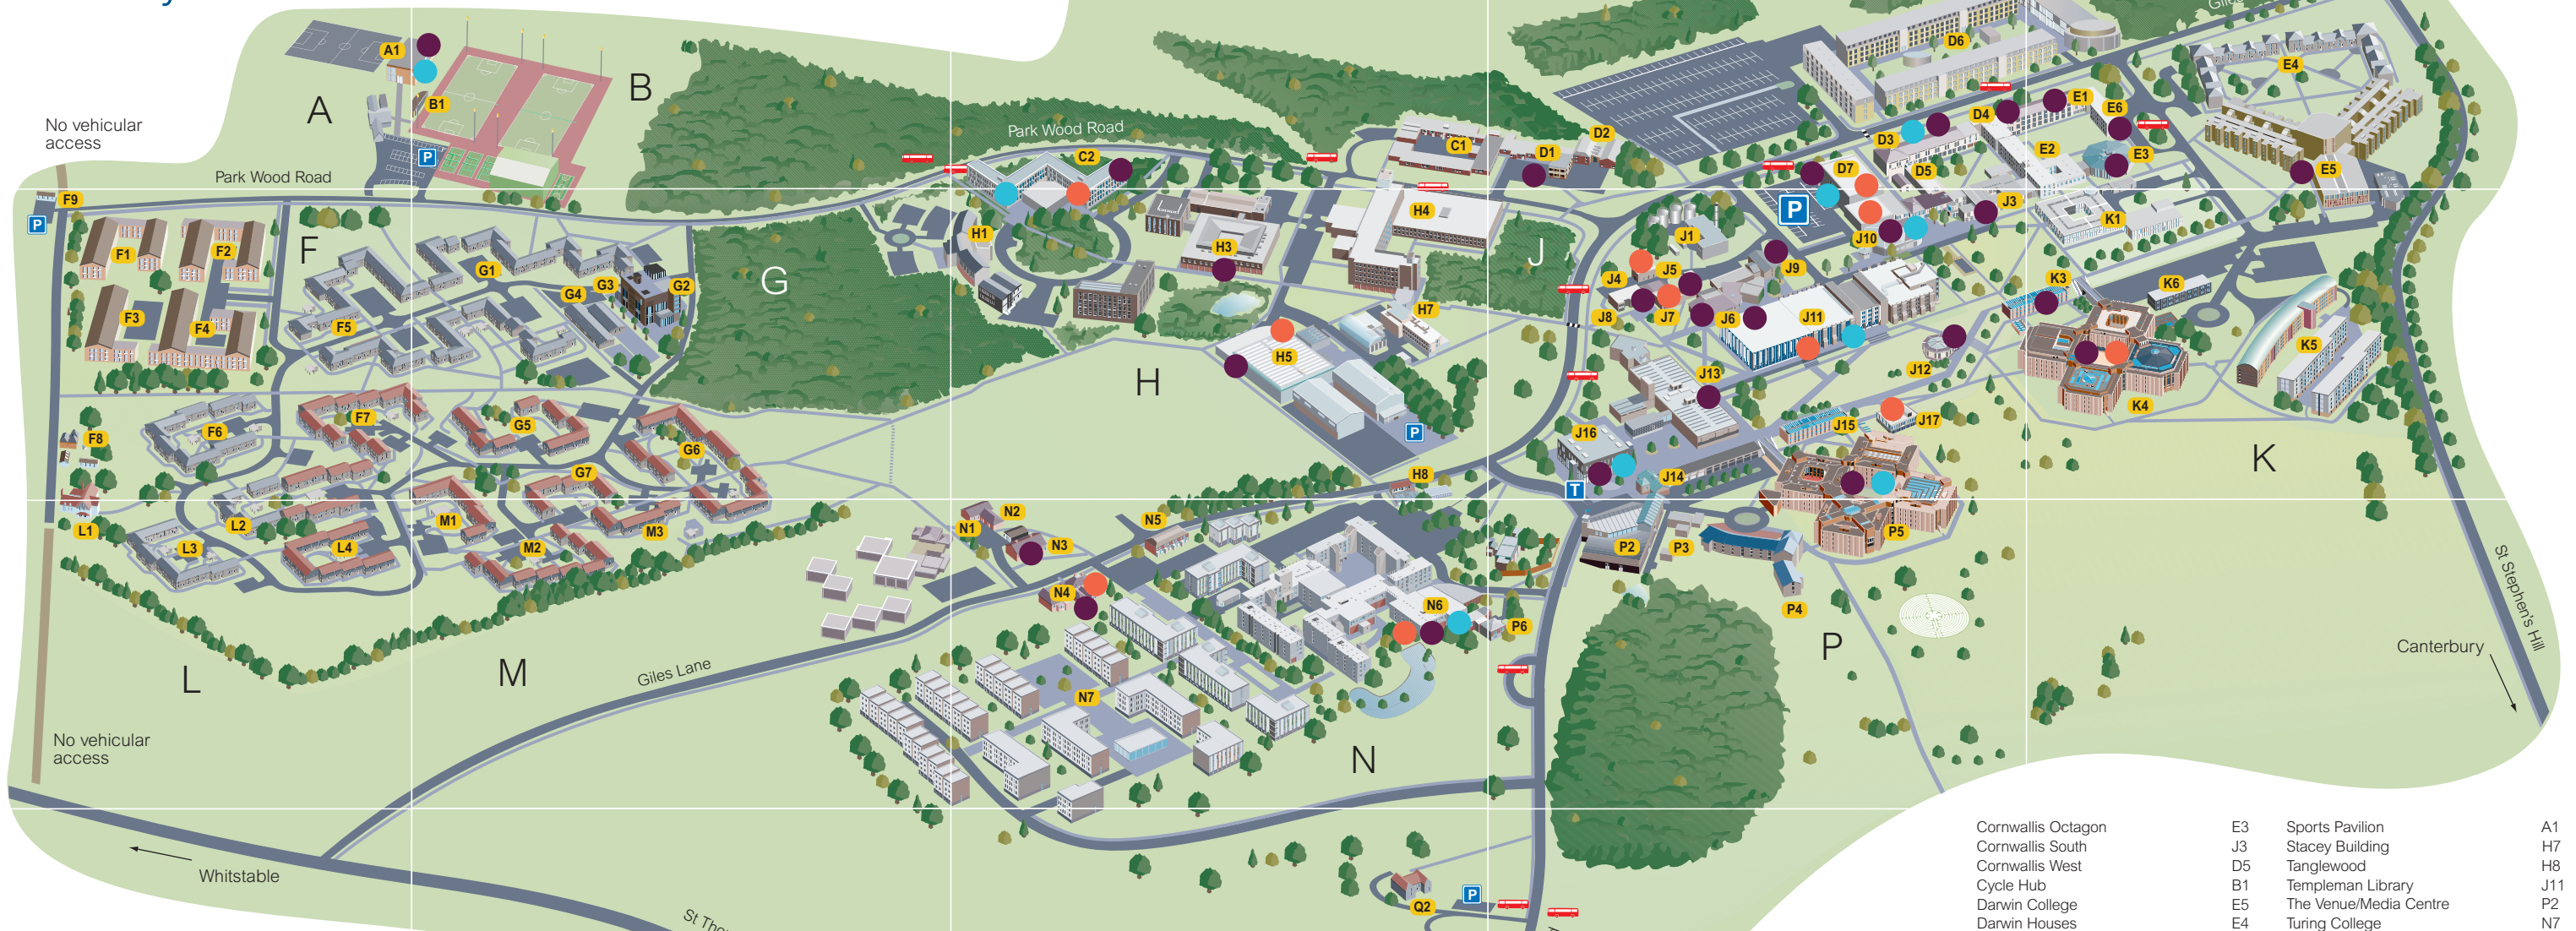 A1
B1
A
B
No vehicular
access
P
Park Wood Road
F9
P
Park Wood Road
C2
C1
D1
D2
D6
D3
D4
E1
E6
E4
E2
E3
E5
D7
D5
J3
K1
P
J10
F1
F2
F
G1
G3
G2
G4
F3
F4
F5
G
H1
H3
H4
J
J1
J4
J5
J9
J8
J7
J6
J11
K3
K6
K5
K4
J12
H7
H5
H
P
J13
J16
J15
J17
K
J14
T
H8
F7
F6
G5
G6
F8
G7
L1
L2
L3
L4
M1
M2
M3
N1
N2
N3
N5
N4
N6
P6
P2
P3
P5
P4
P
L
M
Giles Lane
N7
N
St Stephen's Hill
Canterbury
No vehicular
access
Whitstable
Q2
P
Cornwallis Octagon E3 Sports Pavilion A1
Cornwallis South J3 Stacey Building H7
Cornwallis West D5 Tanglewood H8
Cycle Hub B1 Templeman Library J11
Darwin College E5 The Venue/Media Centre P2
Darwin Houses E4 Turing College N7